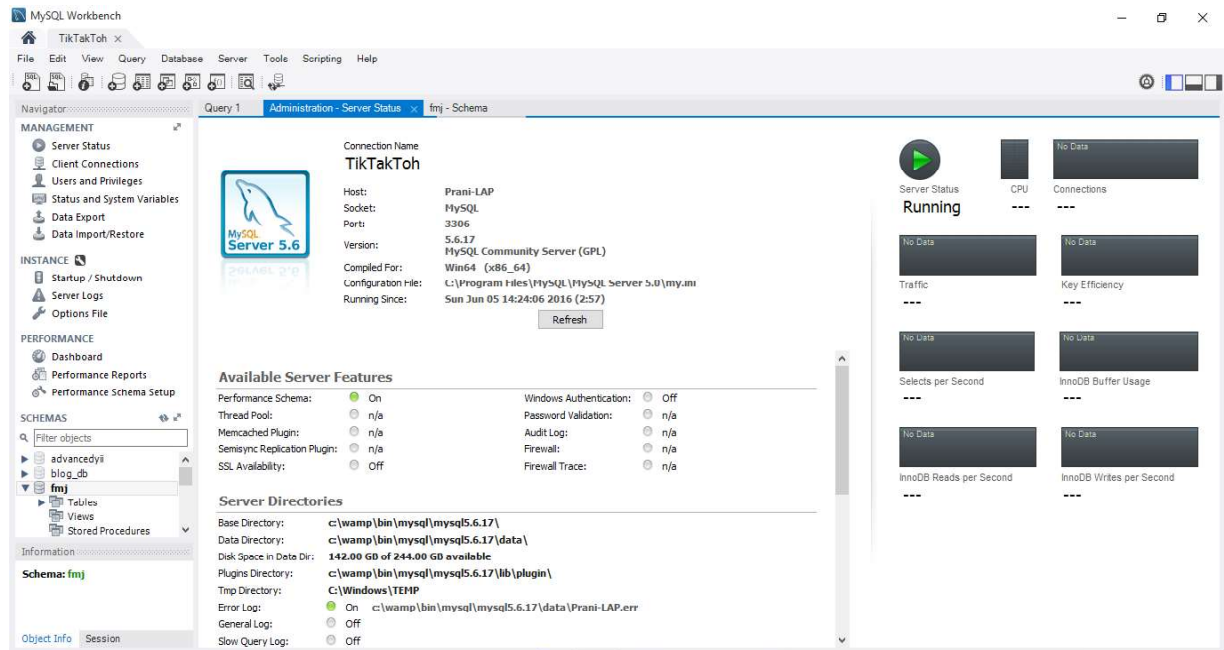 MySQL Workbench
TikTakToh
File Edit View Query Database Server Tools Scripting Help
Navigator
MANAGEMENT
Server Status
Client Connections
Users and Privileges
Status and System Variables
Data Export
Data Import/Restore
INSTANCE
Startup / Shutdown
Server Logs
Options File
PERFORMANCE
Dashboard
Performance Reports
Performance Schema Setup
SCHEMAS
Filter objects
advancedyii
blog_db
fmj
Tables
Views
Stored Procedures
Information
Schema: fmj
Object Info Session
Query 1 Administration - Server Status fmj - Schema
MySQL
Server 5.6
Connection Name
TikTakToh
Host: Prani-LAP
Socket: MySQL
Port: 3306
Version: 5.6.17
MySQL Community Server (GPL)
Compiled For: Win64 (x86_64)
Configuration File: C:\Program Files\MySQL\MySQL Server 5.0\my.ini
Running Since: Sun Jun 05 14:24:06 2016 (2:57)
Refresh
Available Server Features
Performance Schema: On Windows Authentication: Off
Thread Pool: n/a Password Validation: n/a
Memcached Plugin: n/a Audit Log: n/a
Semisync Replication Plugin: n/a Firewall: n/a
SSL Availability: Off Firewall Trace: n/a
Server Directories
Base Directory: c:\wamp\bin\mysql\mysql5.6.17\
Data Directory: c:\wamp\bin\mysql\mysql5.6.17\data\
Disk Space in Data Dir: 142.00 GB of 244.00 GB available
Plugins Directory: c:\wamp\bin\mysql\mysql5.6.17\lib\plugin\
Tmp Directory: C:\Windows\TEMP
Error Log: On c:\wamp\bin\mysql\mysql5.6.17\data\Prani-LAP.err
General Log: Off
Slow Query Log: Off
No Data
Server Status CPU Connections
Running --- ---
No Data No Data
Traffic Key Efficiency
--- ---
No Data No Data
Selects per Second InnoDB Buffer Usage
--- ---
No Data No Data
InnoDB Reads per Second InnoDB Writes per Second
--- ---